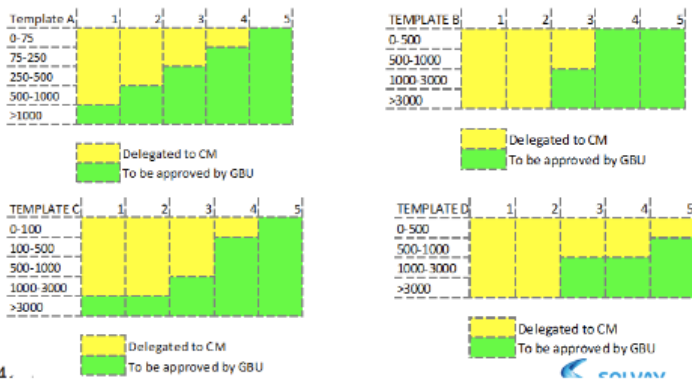 Template A 1 2 3 4 5
0-75
75-250
250-500
500-1000
>1000
Delegated to CM
To be approved by GBU
TEMPLATE B 1 2 3 4 5
0-500
500-1000
1000-3000
>3000
Delegated to CM
To be approved by GBU
TEMPLATE C 1 2 3 4 5
0-100
100-500
500-1000
1000-3000
>3000
Delegated to CM
To be approved by GBU
TEMPLATE D 1 2 3 4 5
0-500
500-1000
1000-3000
>3000
Delegated to CM
To be approved by GBU
SOLVAY